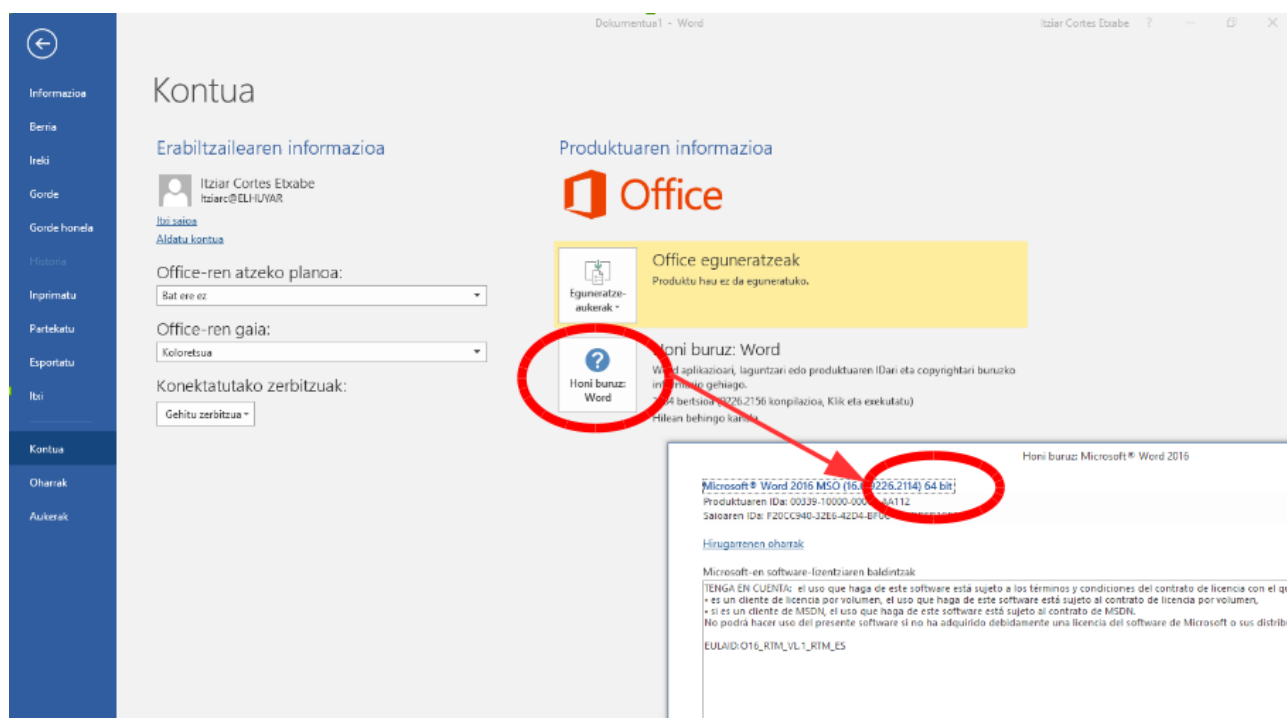 Dokumentua1 - Word
Itziar Cortes Etxabe ?
Informazioa
Berria
Ireki
Gorde
Gorde honela
Historia
Inprimatu
Partekatu
Esportatu
Itxi
Kontua
Oharrak
Aukerak
Kontua
Erabiltzailearen informazioa
Itziar Cortes Etxabe
Itziarc@ELHUYAR
Itxi saioa
Aldatu kontua
Office-ren atzeko planoa:
Bat ere ez
Office-ren gaia:
Koloretsua
Konektatutako zerbitzuak:
Gehitu zerbitzua
Produktuaren informazioa
Office
Eguneratze-
aukerak
Office eguneratzeak
Produktu hau ez da eguneratuko.
Honi buruz:
Word
Honi buruz: Word
Word aplikazioari, laguntzari edo produktuaren IDari eta copyrightari buruzko
informazio gehiago.
bertsioa (9226.2156 konpilazioa, Klik eta exekutatu)
Hilean behingo kanala
Honi buruz: Microsoft® Word 2016
Microsoft® Word 2016 MSO (16. 9226.2114) 64 bit
Produktuaren IDa: 00339-10000- AA112
Saioaren IDa: F20CC940-32E6-42D4-
Hirugarrenen oharrak
Microsoft-en software-lizentziaren baldintzak
TENGA EN CUENTA: el uso que haga de este software está sujeto a los términos y condiciones del contrato de licencia con el
• es un cliente de licencia por volumen, el uso que haga de este software está sujeto al contrato de licencia por volumen,
• si es un cliente de MSDN, el uso que haga de este software está sujeto al contrato de MSDN.
No podrá hacer uso del presente software si no ha adquirido debidamente una licencia del software de Microsoft o sus
EULAID:O16_RTM_VL.1_RTM_ES